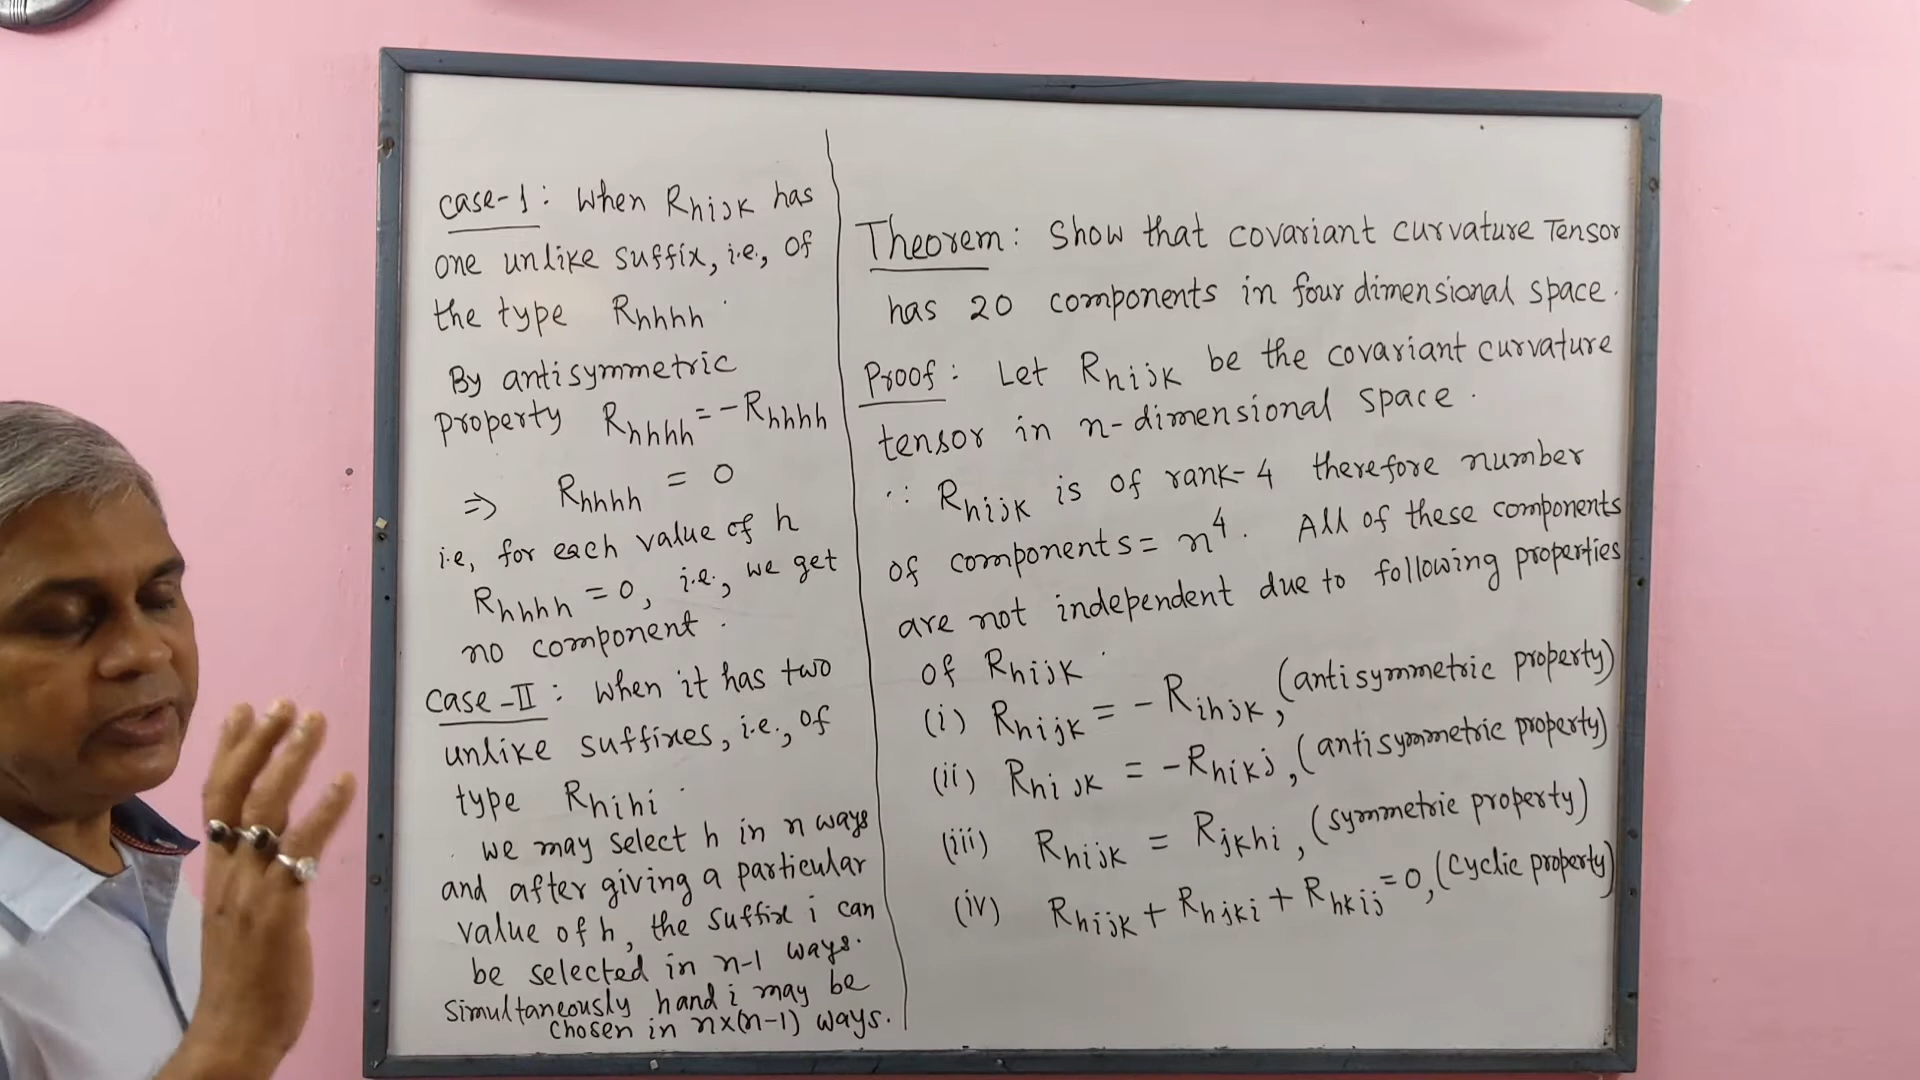 case-1: When Rhijk has
one unlike suffix, i.e., of
the type Rhhhh.
By antisymmetric
property Rhhhh = -Rhhhh
=> Rhhhh = 0
i.e, for each value of h
Rhhhh = 0, i.e., we get
no component.
case-II: when it has two
unlike suffixes, i.e., of
type Rhihi.
we may select h in n ways
and after giving a particular
value of h, the suffix i can
be selected in n-1 ways.
simultaneously h and i may be
chosen in n×(n-1) ways.
Theorem: Show that covariant curvature Tensor
has 20 components in four dimensional space.
Proof: Let Rhijk be the covariant curvature
tensor in n-dimensional space.
∵ Rhijk is of rank-4 therefore number
of components = n⁴. All of these components
are not independent due to following properties
of Rhijk.
(i) Rhijk = - Rihjk, (antisymmetric property)
(ii) Rhijk = -Rhikj, (antisymmetric property)
(iii) Rhijk = Rjkhi, (symmetric property)
(iv) Rhijk + Rhjki + Rhkij = 0, (cyclic property)